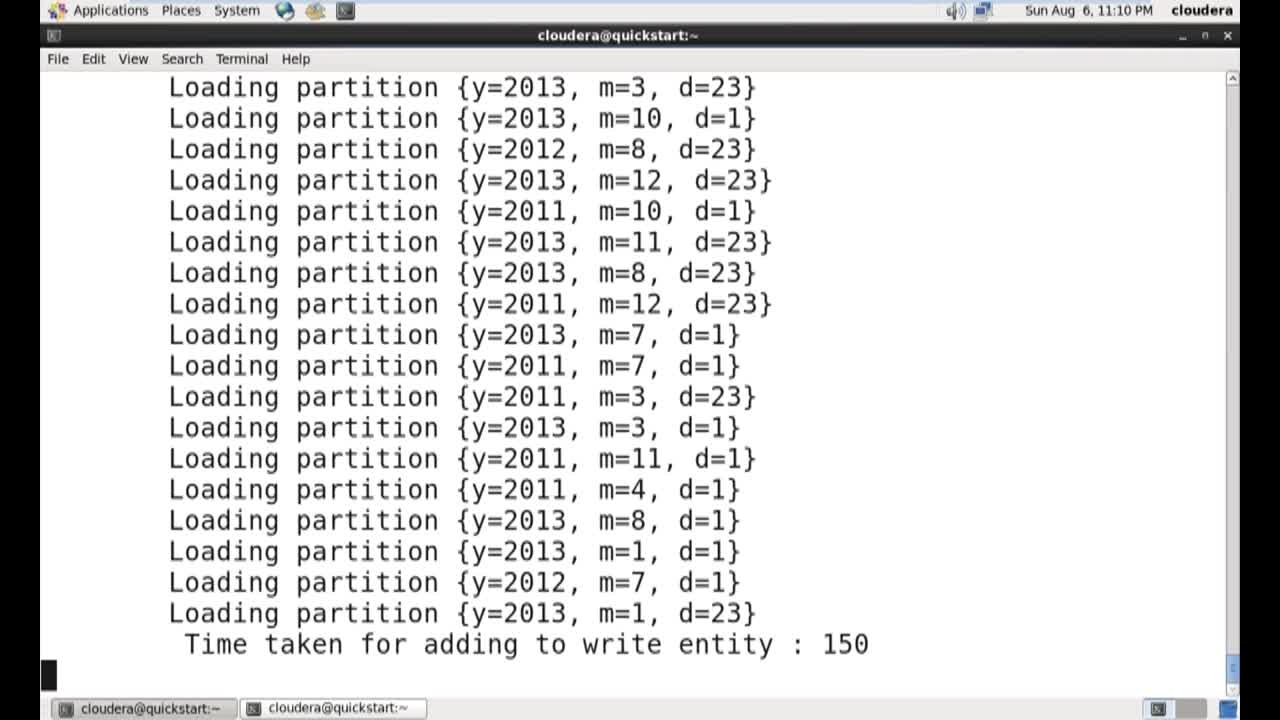 Applications Places System Sun Aug 6, 11:10 PM cloudera
cloudera@quickstart:~
File Edit View Search Terminal Help
Loading partition {y=2013, m=3, d=23}
Loading partition {y=2013, m=10, d=1}
Loading partition {y=2012, m=8, d=23}
Loading partition {y=2013, m=12, d=23}
Loading partition {y=2011, m=10, d=1}
Loading partition {y=2013, m=11, d=23}
Loading partition {y=2013, m=8, d=23}
Loading partition {y=2011, m=12, d=23}
Loading partition {y=2013, m=7, d=1}
Loading partition {y=2011, m=7, d=1}
Loading partition {y=2011, m=3, d=23}
Loading partition {y=2013, m=3, d=1}
Loading partition {y=2011, m=11, d=1}
Loading partition {y=2011, m=4, d=1}
Loading partition {y=2013, m=8, d=1}
Loading partition {y=2013, m=1, d=1}
Loading partition {y=2012, m=7, d=1}
Loading partition {y=2013, m=1, d=23}
Time taken for adding to write entity : 150
cloudera@quickstart:~ cloudera@quickstart:~